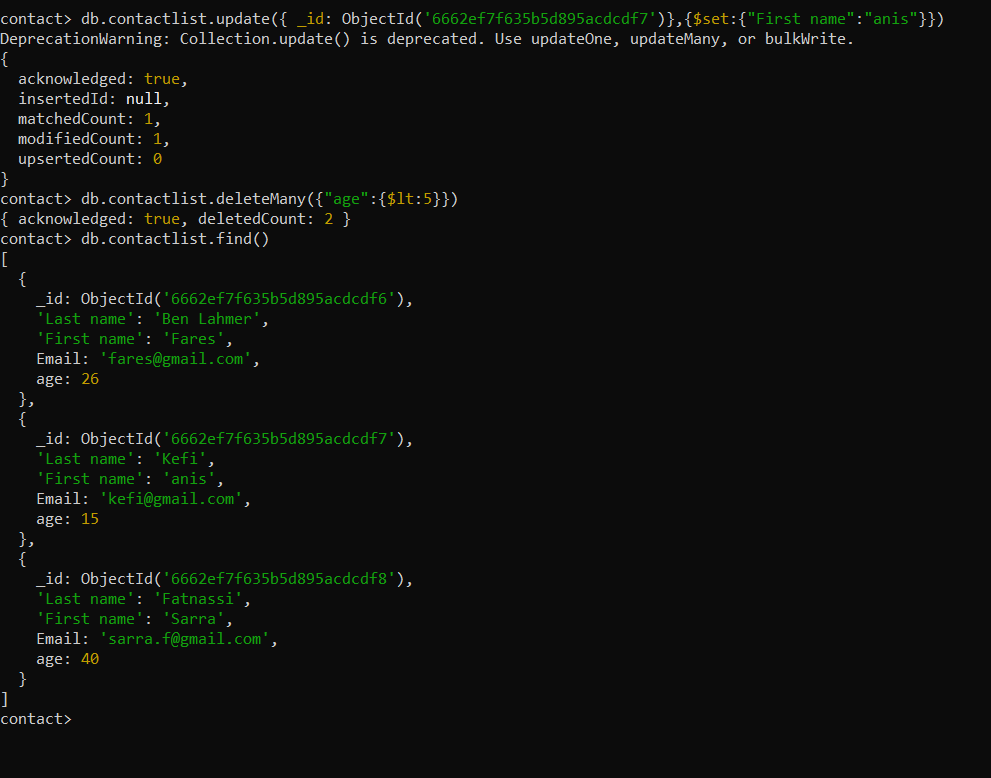 contact> db.contactlist.update({ _id: ObjectId('6662ef7f635b5d895acdcdf7')},{$set:{"First name":"anis"}})
DeprecationWarning: Collection.update() is deprecated. Use updateOne, updateMany, or bulkWrite.
{
  acknowledged: true,
  insertedId: null,
  matchedCount: 1,
  modifiedCount: 1,
  upsertedCount: 0
}
contact> db.contactlist.deleteMany({"age":{$lt:5}})
{ acknowledged: true, deletedCount: 2 }
contact> db.contactlist.find()
[
  {
    _id: ObjectId('6662ef7f635b5d895acdcdf6'),
    'Last name': 'Ben Lahmer',
    'First name': 'Fares',
    Email: 'fares@gmail.com',
    age: 26
  },
  {
    _id: ObjectId('6662ef7f635b5d895acdcdf7'),
    'Last name': 'Kefi',
    'First name': 'anis',
    Email: 'kefi@gmail.com',
    age: 15
  },
  {
    _id: ObjectId('6662ef7f635b5d895acdcdf8'),
    'Last name': 'Fatnassi',
    'First name': 'Sarra',
    Email: 'sarra.f@gmail.com',
    age: 40
  }
]
contact>